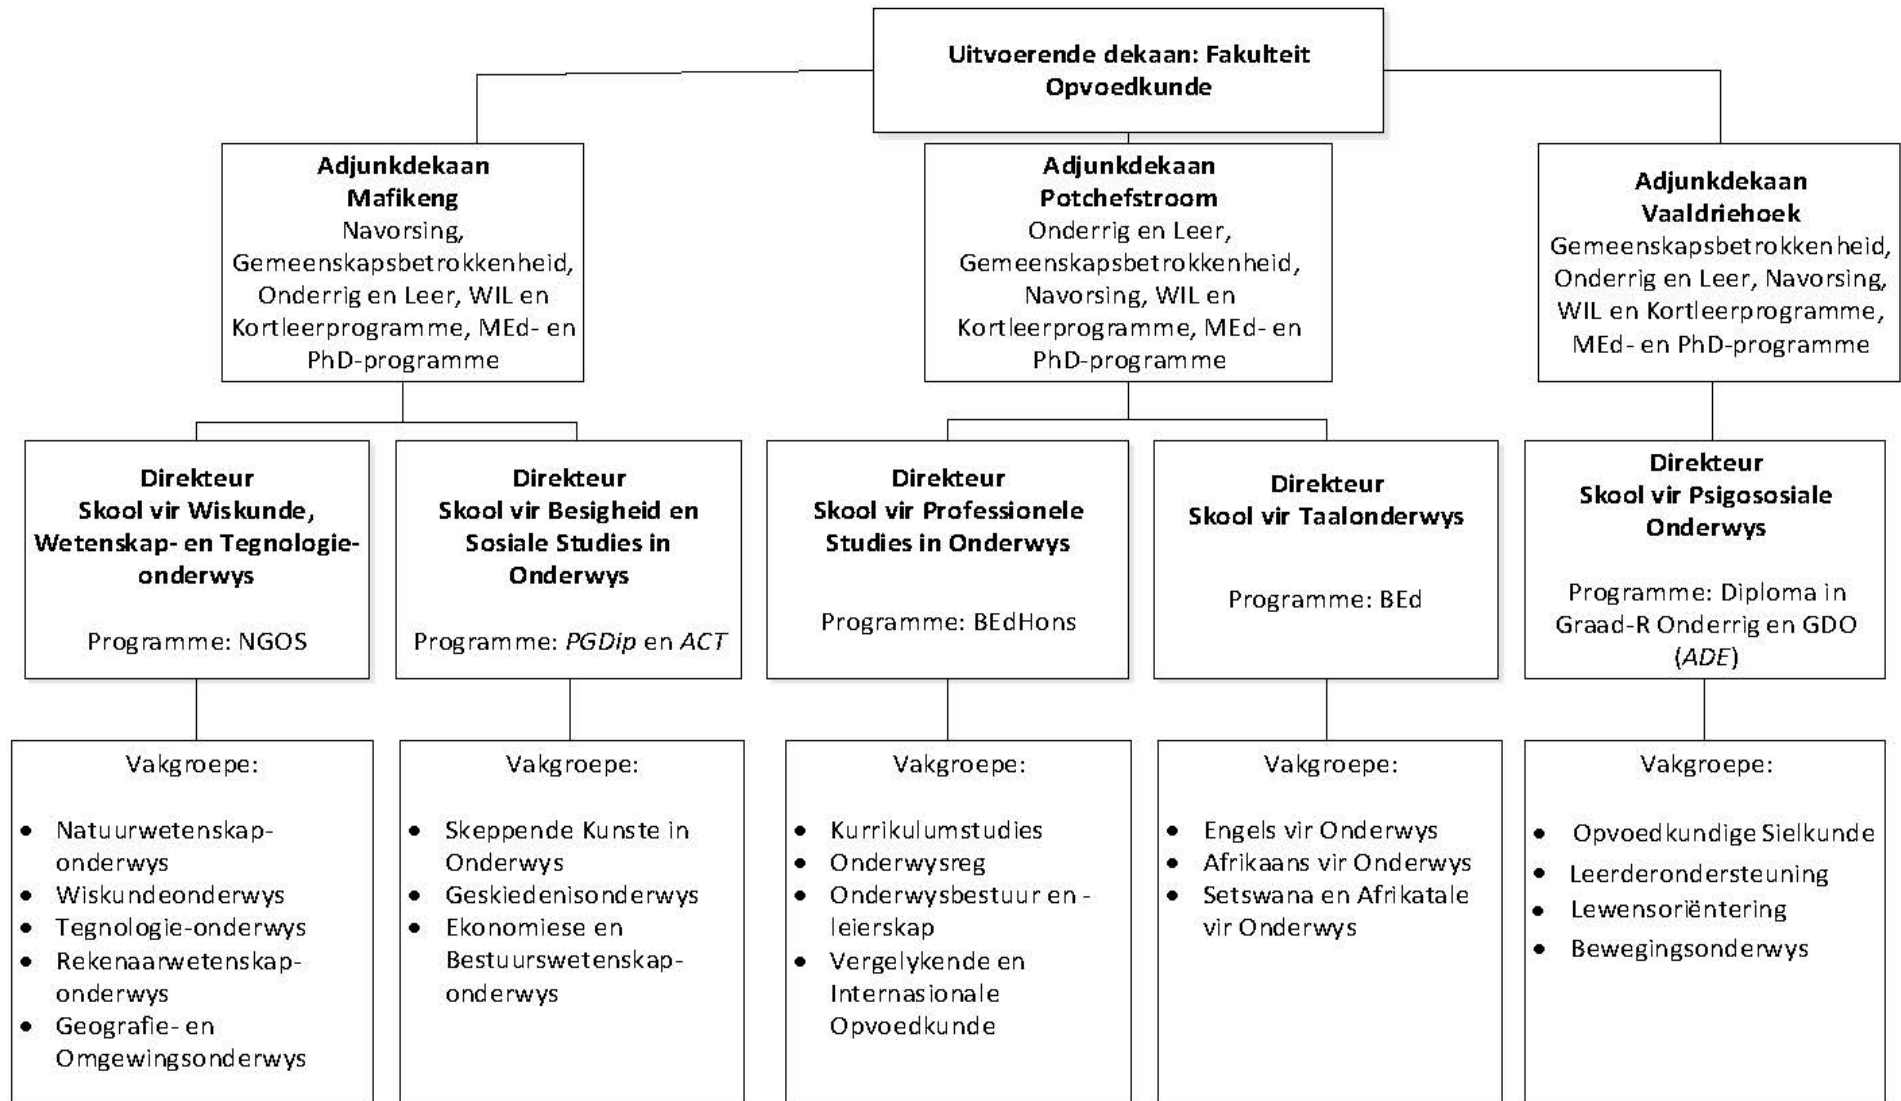 Uitvoerende dekaan: Fakulteit
Opvoedkunde
Adjunkdekaan
Mafikeng
Navorsing,
Gemeenskapsbetrokkenheid,
Onderrig en Leer, WIL en
Kortleerprogramme, MEd- en
PhD-programme
Adjunkdekaan
Potchefstroom
Onderrig en Leer,
Gemeenskapsbetrokkenheid,
Navorsing, WIL en
Kortleerprogramme, MEd- en
PhD-programme
Adjunkdekaan
Vaaldriehoek
Gemeenskapsbetrokkenheid,
Onderrig en Leer, Navorsing,
WIL en Kortleerprogramme,
MEd- en PhD-programme
Direkteur
Skool vir Wiskunde,
Wetenskap- en Tegnologie-
onderwys
Programme: NGOS
Direkteur
Skool vir Besigheid en
Sosiale Studies in
Onderwys
Programme: PGDip en ACT
Direkteur
Skool vir Professionele
Studies in Onderwys
Programme: BEdHons
Direkteur
Skool vir Taalonderwys
Programme: BEd
Direkteur
Skool vir Psigososiale
Onderwys
Programme: Diploma in
Graad-R Onderrig en GDO
(ADE)
Vakgroepe:
• Natuurwetenskap-
onderwys
• Wiskundeonderwys
• Tegnologie-onderwys
• Rekenaarwetenskap-
onderwys
• Geografie- en
Omgewingsonderwys
Vakgroepe:
• Skeppende Kunste in
Onderwys
• Geskiedenisonderwys
• Ekonomiese en
Bestuurswetenskap-
onderwys
Vakgroepe:
• Kurrikulumstudies
• Onderwysreg
• Onderwysbestuur en -
leierskap
• Vergelykende en
Internasionale
Opvoedkunde
Vakgroepe:
• Engels vir Onderwys
• Afrikaans vir Onderwys
• Setswana en Afrikatale
vir Onderwys
Vakgroepe:
• Opvoedkundige Sielkunde
• Leerderondersteuning
• Lewensoriëntering
• Bewegingsonderwys